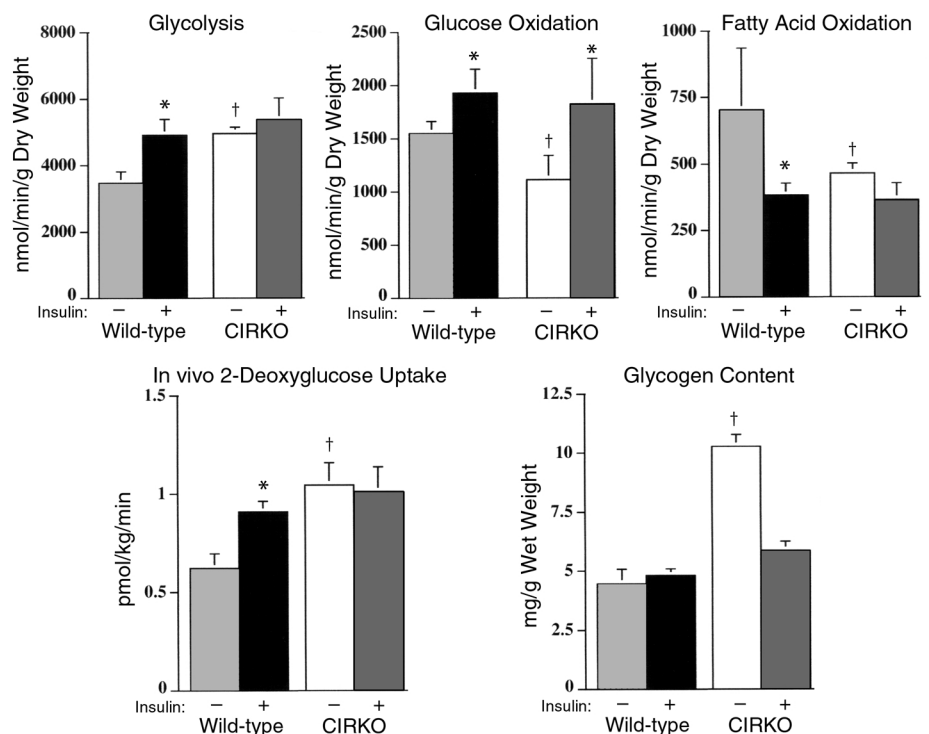 Glycolysis
nmol/min/g Dry Weight
8000
6000
4000
2000
0
*
†
Insulin: − + − +
Wild-type CIRKO
Glucose Oxidation
nmol/min/g Dry Weight
2500
2000
1500
1000
500
0
*
†
*
− + − +
Wild-type CIRKO
Fatty Acid Oxidation
nmol/min/g Dry Weight
1000
750
500
250
0
*
†
Insulin: − + − +
Wild-type CIRKO
In vivo 2-Deoxyglucose Uptake
pmol/kg/min
1.5
1
0.5
0
*
†
Insulin: − + − +
Wild-type CIRKO
Glycogen Content
mg/g Wet Weight
12.5
10
7.5
5
2.5
0
†
Insulin: − + − +
Wild-type CIRKO